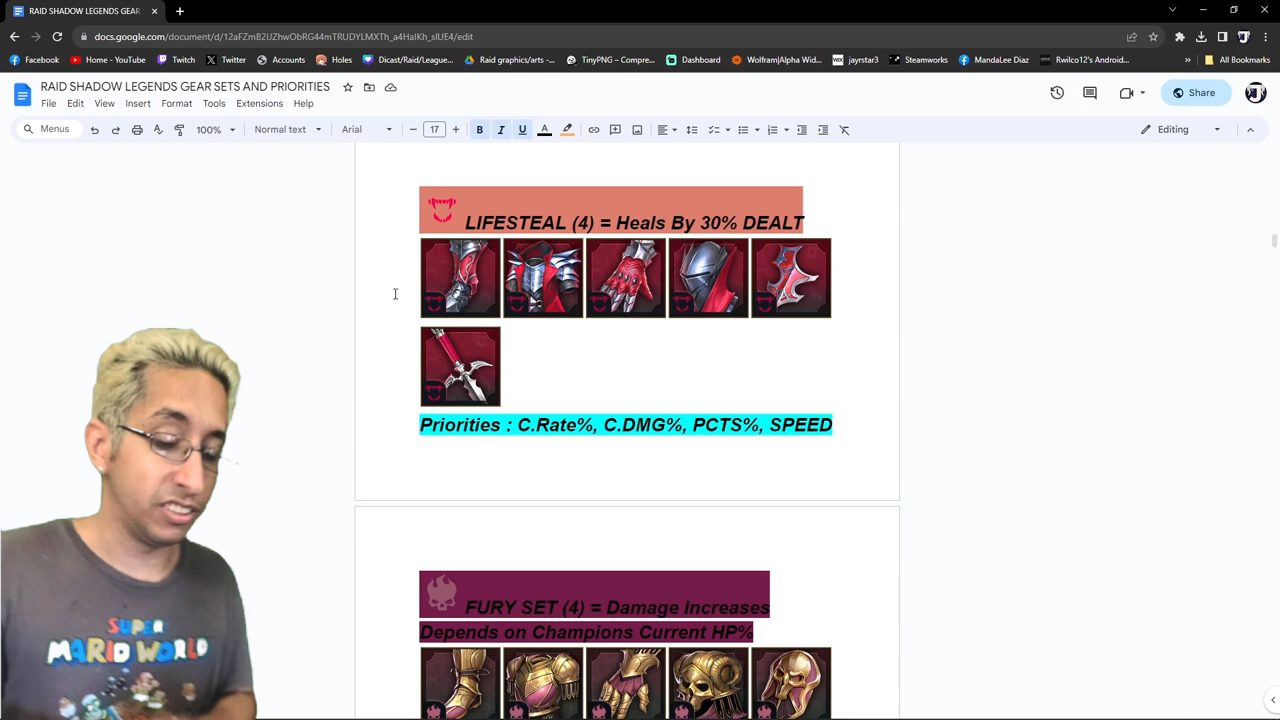 RAID SHADOW LEGENDS GEAR
docs.google.com/document/d/12aFZmB2IJZhwObRG44mTRUDYLMXTh_a4HaIKh_slUE4/edit
Facebook
Home - YouTube
Twitch
X
Twitter
Accounts
Holes
Dicast/Raid/League...
Raid graphics/arts -...
TinyPNG – Compre...
Dashboard
Wolfram|Alpha Wid...
jayrstar3
Steamworks
MandaLee Diaz
Rwilco12's Android...
All Bookmarks
RAID SHADOW LEGENDS GEAR SETS AND PRIORITIES
File Edit View Insert Format Tools Extensions Help
Share
Menus
100%
Normal text
Arial
17
B I U A
Editing
LIFESTEAL (4) = Heals By 30% DEALT
Priorities : C.Rate%, C.DMG%, PCTS%, SPEED
FURY SET (4) = Damage Increases
Depends on Champions Current HP%
SUPER
MARIO WORLD